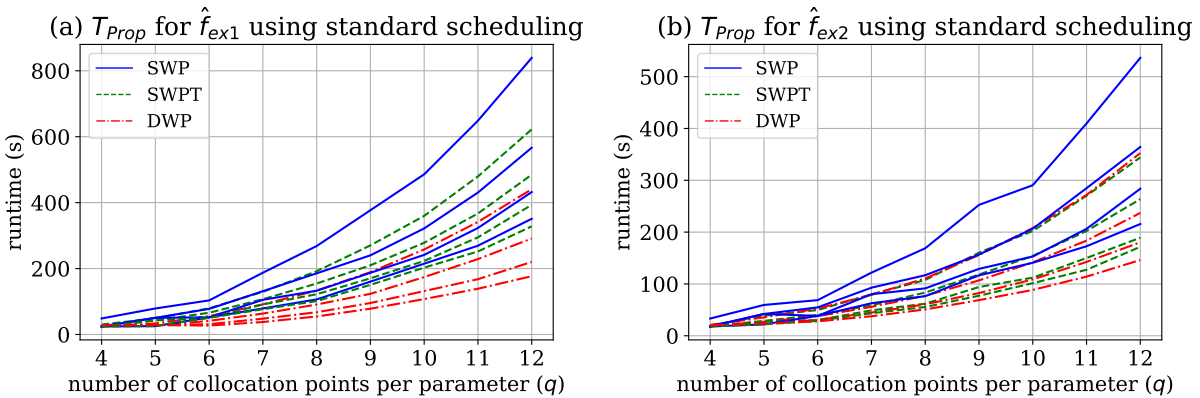 (a) T_Prop for f̂_ex1 using standard scheduling
SWP
SWPT
DWP
800
600
400
200
0
runtime (s)
4 5 6 7 8 9 10 11 12
number of collocation points per parameter (q)
(b) T_Prop for f̂_ex2 using standard scheduling
SWP
SWPT
DWP
500
400
300
200
100
0
runtime (s)
4 5 6 7 8 9 10 11 12
number of collocation points per parameter (q)